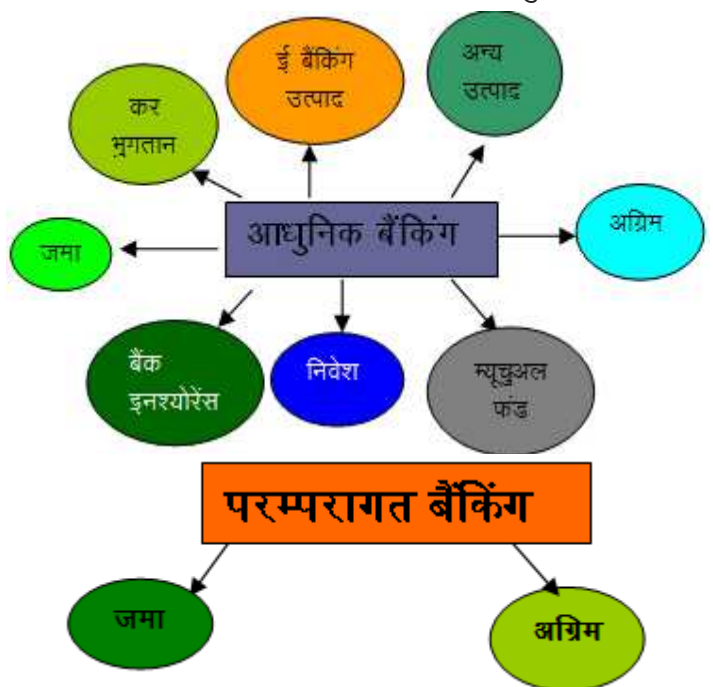 ई बैंकिंग
उत्पाद
अन्य
उत्पाद
कर
भुगतान
आधुनिक बैंकिंग
जमा
अग्रिम
बैंक
इनश्योरेंस
निवेश
म्यूचुअल
फंड
परम्परागत बैंकिंग
जमा
अग्रिम